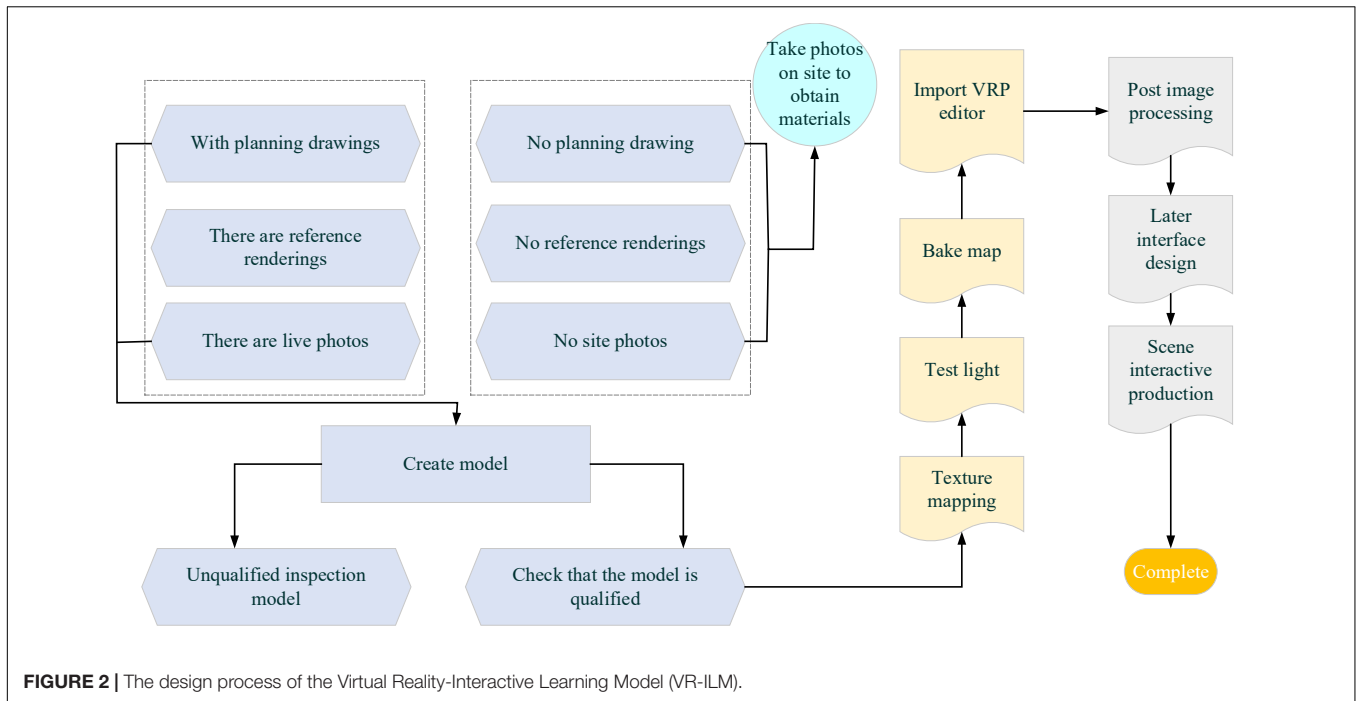 With planning drawings
There are reference
renderings
There are live photos
No planning drawing
No reference renderings
No site photos
Take photos
on site to
obtain
materials
Create model
Unqualified inspection
model
Check that the model is
qualified
Texture
mapping
Test light
Bake map
Import VRP
editor
Post image
processing
Later
interface
design
Scene
interactive
production
Complete
FIGURE 2 | The design process of the Virtual Reality-Interactive Learning Model (VR-ILM).